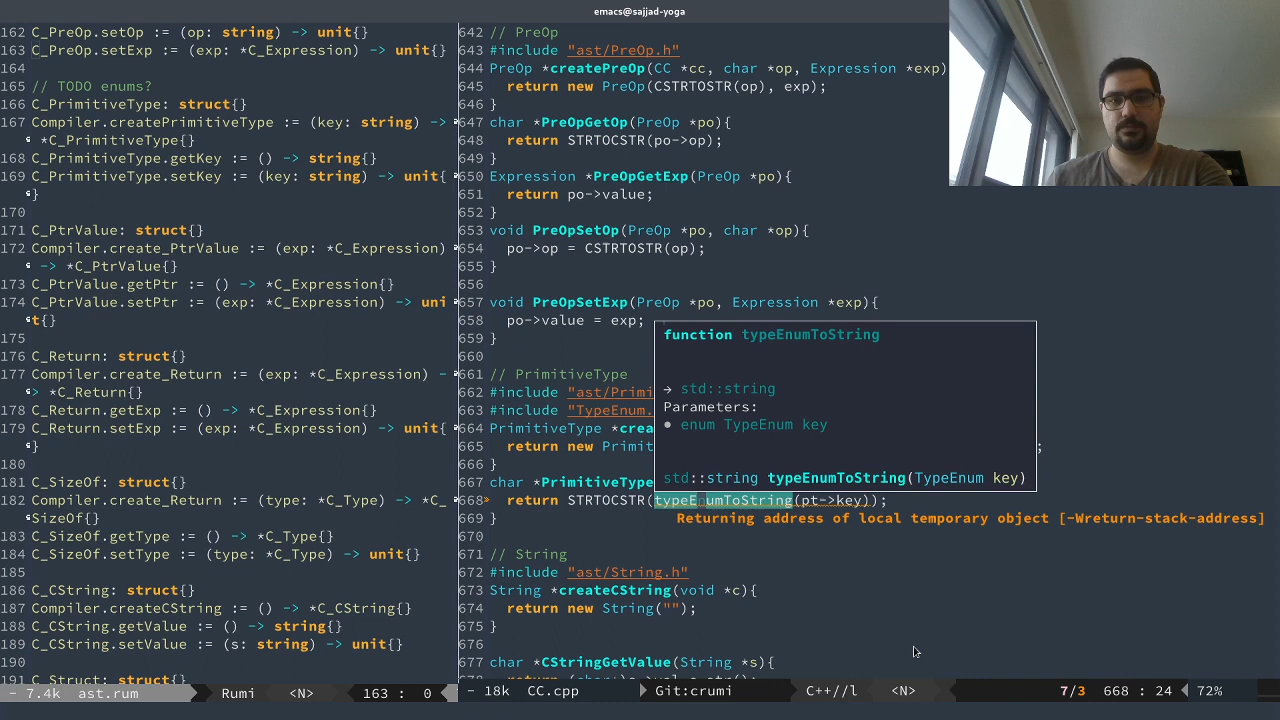 emacs@sajjad-yoga
162 C_PreOp.setOp := (op: string) -> unit{}
163 C_PreOp.setExp := (exp: *C_Expression) -> unit{}
164
165 // TODO enums?
166 C_PrimitiveType: struct{}
167 Compiler.createPrimitiveType := (key: string) ->
*C_PrimitiveType{}
168 C_PrimitiveType.getKey := () -> string{}
169 C_PrimitiveType.setKey := (key: string) -> unit{
}
170
171 C_PtrValue: struct{}
172 Compiler.create_PtrValue := (exp: *C_Expression)
-> *C_PtrValue{}
173 C_PtrValue.getPtr := () -> *C_Expression{}
174 C_PtrValue.setPtr := (exp: *C_Expression) -> uni
t{}
175
176 C_Return: struct{}
177 Compiler.create_Return := (exp: *C_Expression) -
> *C_Return{}
178 C_Return.getExp := () -> *C_Expression{}
179 C_Return.setExp := (exp: *C_Expression) -> unit{
}
180
181 C_SizeOf: struct{}
182 Compiler.create_Return := (type: *C_Type) -> *C_
SizeOf{}
183 C_SizeOf.getType := () -> *C_Type{}
184 C_SizeOf.setType := (type: *C_Type) -> unit{}
185
186 C_CString: struct{}
187 Compiler.createCString := () -> *C_CString{}
188 C_CString.getValue := () -> string{}
189 C_CString.setValue := (s: string) -> unit{}
190
191 C_Struct: struct{}
- 7.4k ast.rum Rumi <N> 163 : 0
642 // PreOp
643 #include "ast/PreOp.h"
644 PreOp *createPreOp(CC *cc, char *op, Expression *exp)
645 return new PreOp(CSTRTOSTR(op), exp);
646 }
647 char *PreOpGetOp(PreOp *po){
648 return STRTOCSTR(po->op);
649 }
650 Expression *PreOpGetExp(PreOp *po){
651 return po->value;
652 }
653 void PreOpSetOp(PreOp *po, char *op){
654 po->op = CSTRTOSTR(op);
655 }
656
657 void PreOpSetExp(PreOp *po, Expression *exp){
658 po->value = exp;
659 }
660
661 // PrimitiveType
662 #include "ast/Primi
663 #include "TypeEnum.
664 PrimitiveType *crea
665 return new Primit ;
666 }
667 char *PrimitiveType
668 return STRTOCSTR(typeEnumToString(pt->key));
Returning address of local temporary object [-Wreturn-stack-address]
669 }
670
671 // String
672 #include "ast/String.h"
673 String *createCString(void *c){
674 return new String("");
675 }
676
677 char *CStringGetValue(String *s){
- 18k CC.cpp Git:crumi C++//l <N> 7/3 668 : 24 72%
function typeEnumToString
→ std::string
Parameters:
● enum TypeEnum key
std::string typeEnumToString(TypeEnum key)